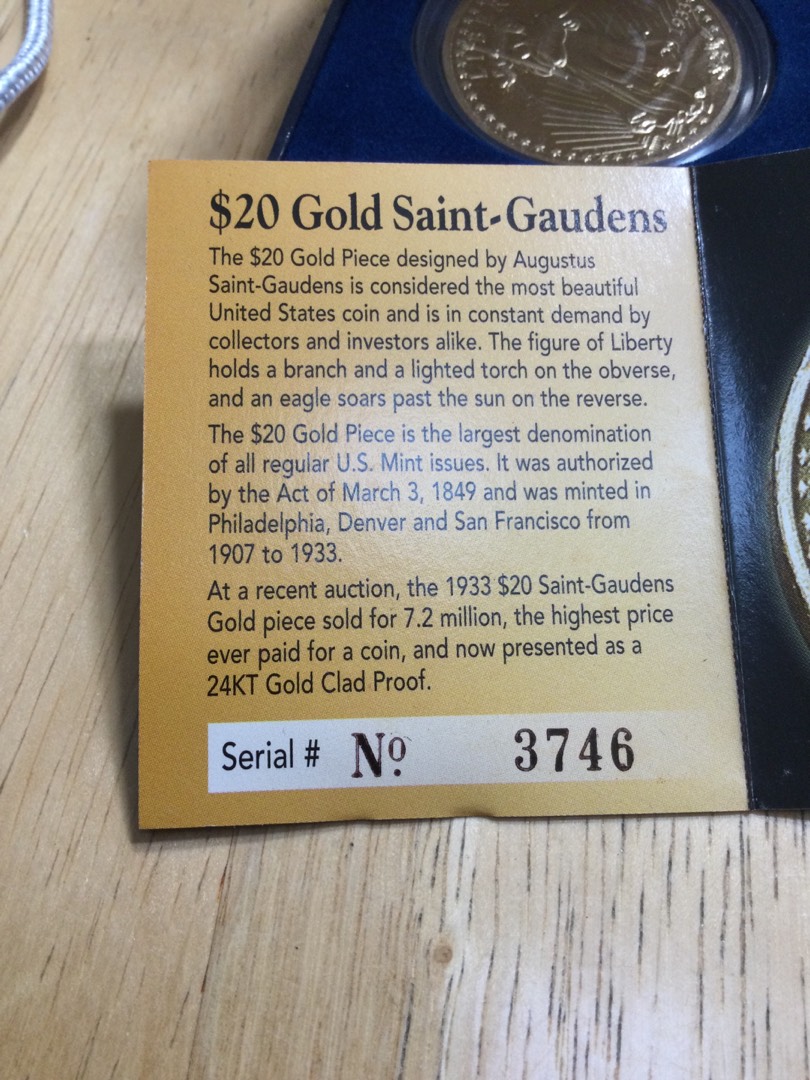 LIBERTY
1933
$20 Gold Saint-Gaudens
The $20 Gold Piece designed by Augustus
Saint-Gaudens is considered the most beautiful
United States coin and is in constant demand by
collectors and investors alike. The figure of Liberty
holds a branch and a lighted torch on the obverse,
and an eagle soars past the sun on the reverse.
The $20 Gold Piece is the largest denomination
of all regular U.S. Mint issues. It was authorized
by the Act of March 3, 1849 and was minted in
Philadelphia, Denver and San Francisco from
1907 to 1933.
At a recent auction, the 1933 $20 Saint-Gaudens
Gold piece sold for 7.2 million, the highest price
ever paid for a coin, and now presented as a
24KT Gold Clad Proof.
Serial # No. 3746